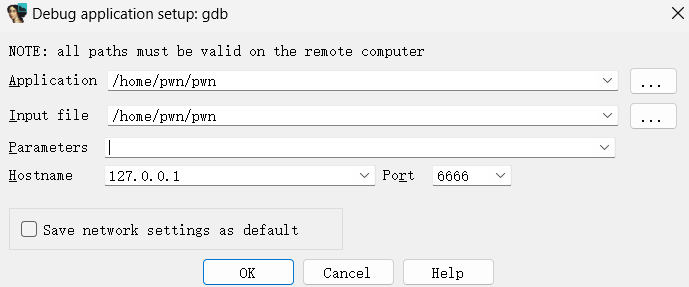 Debug application setup: gdb
NOTE: all paths must be valid on the remote computer
Application /home/pwn/pwn ...
Input file /home/pwn/pwn ...
Parameters
Hostname 127.0.0.1 Port 6666
Save network settings as default
OK Cancel Help